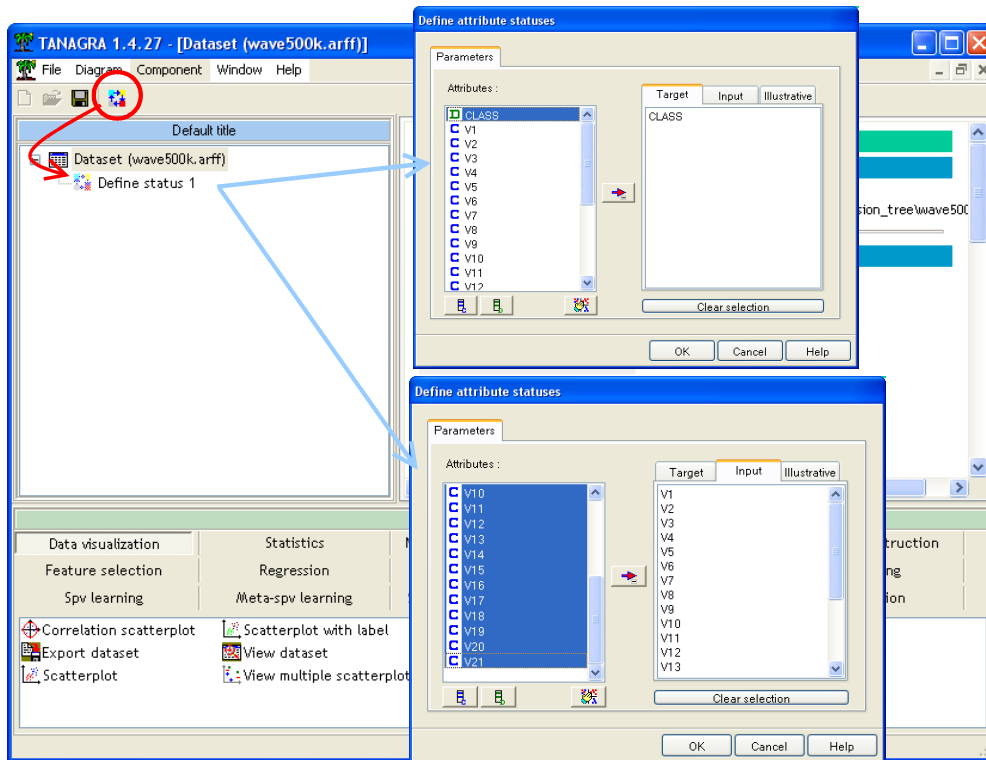 TANAGRA 1.4.27 - [Dataset (wave500k.arff)]
File Diagram Component Window Help
Default title
Dataset (wave500k.arff)
Define status 1
sion_tree\wave500
Define attribute statuses
Parameters
Attributes :
CLASS
V1
V2
V3
V4
V5
V6
V7
V8
V9
V10
V11
V12
Target Input Illustrative
CLASS
Clear selection
OK Cancel Help
Define attribute statuses
Parameters
Attributes :
V10
V11
V12
V13
V14
V15
V16
V17
V18
V19
V20
V21
Target Input Illustrative
V1
V2
V3
V4
V5
V6
V7
V8
V9
V10
V11
V12
V13
Clear selection
OK Cancel Help
Data visualization Statistics truction
Feature selection Regression ng
Spv learning Meta-spv learning ion
Correlation scatterplot Scatterplot with label
Export dataset View dataset
Scatterplot View multiple scatterplot